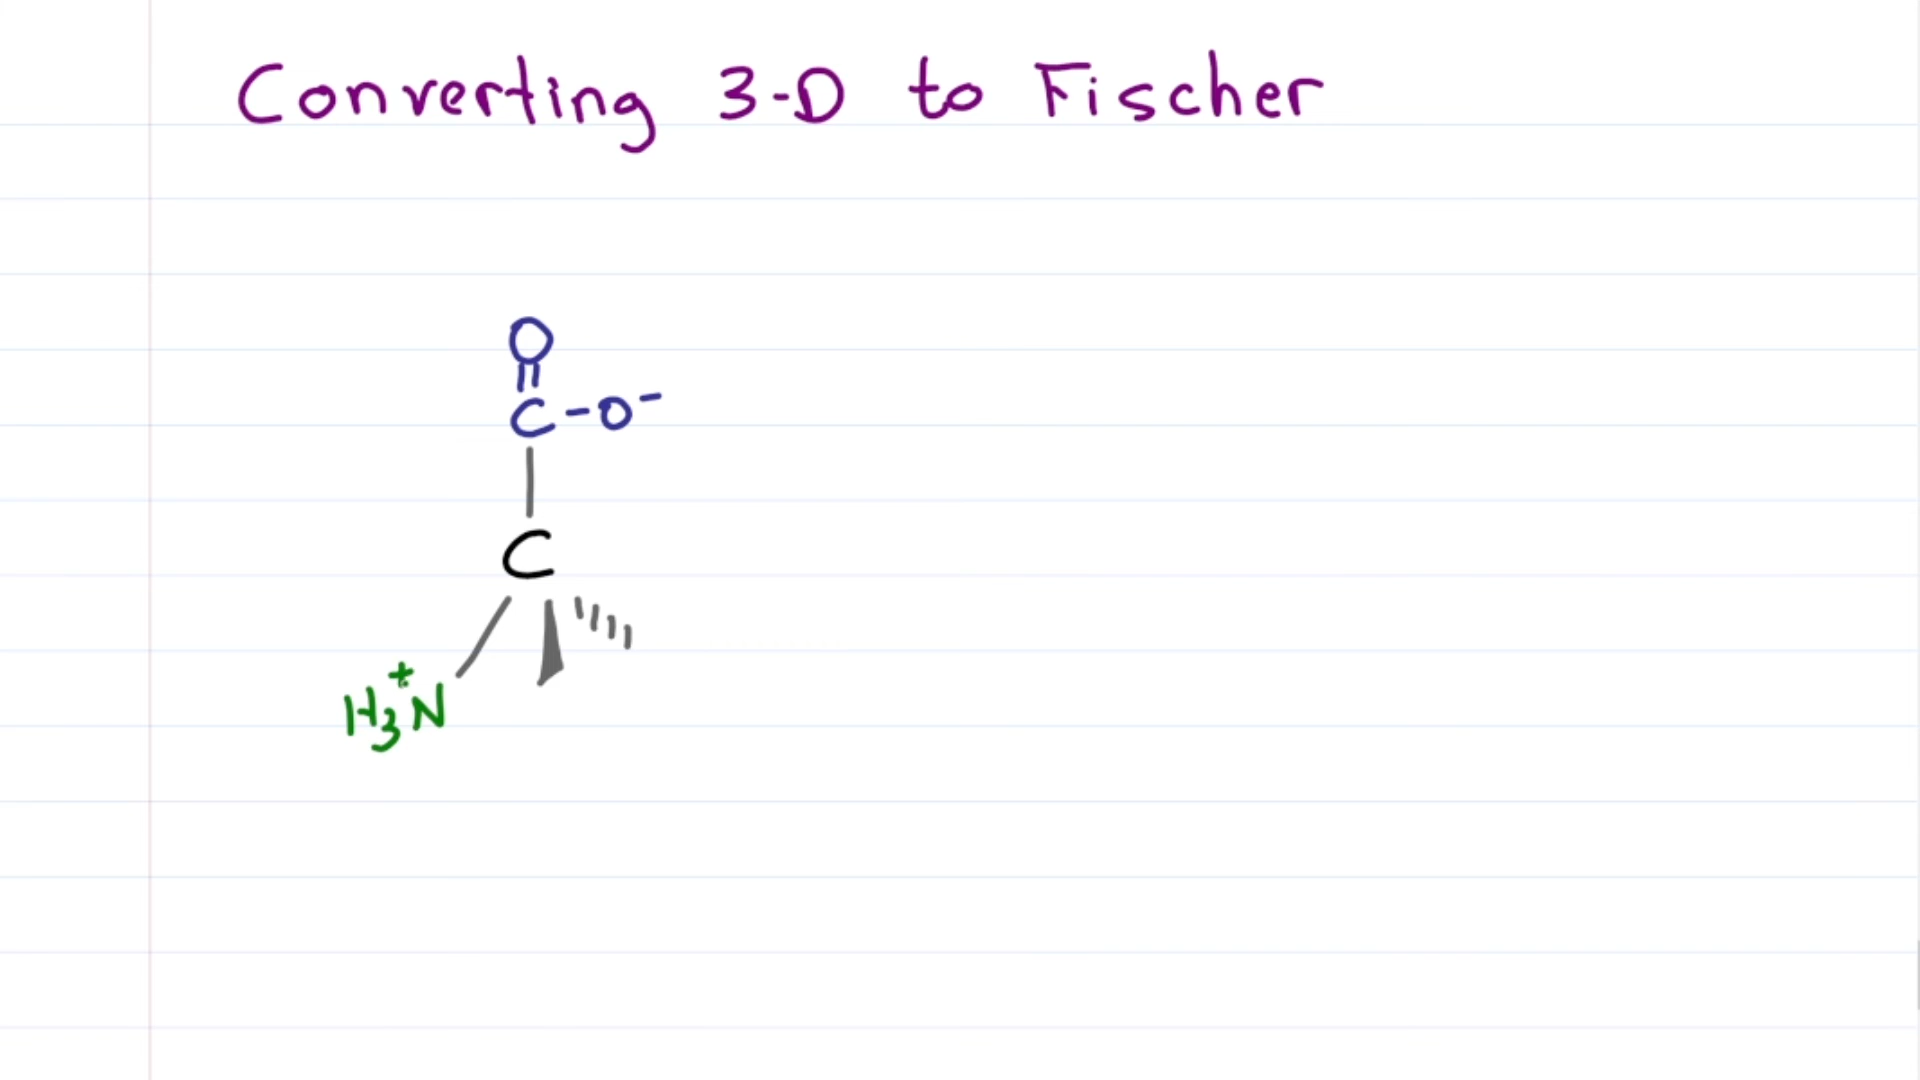 Converting 3-D to Fischer
O
C-O⁻
C
H₃N⁺